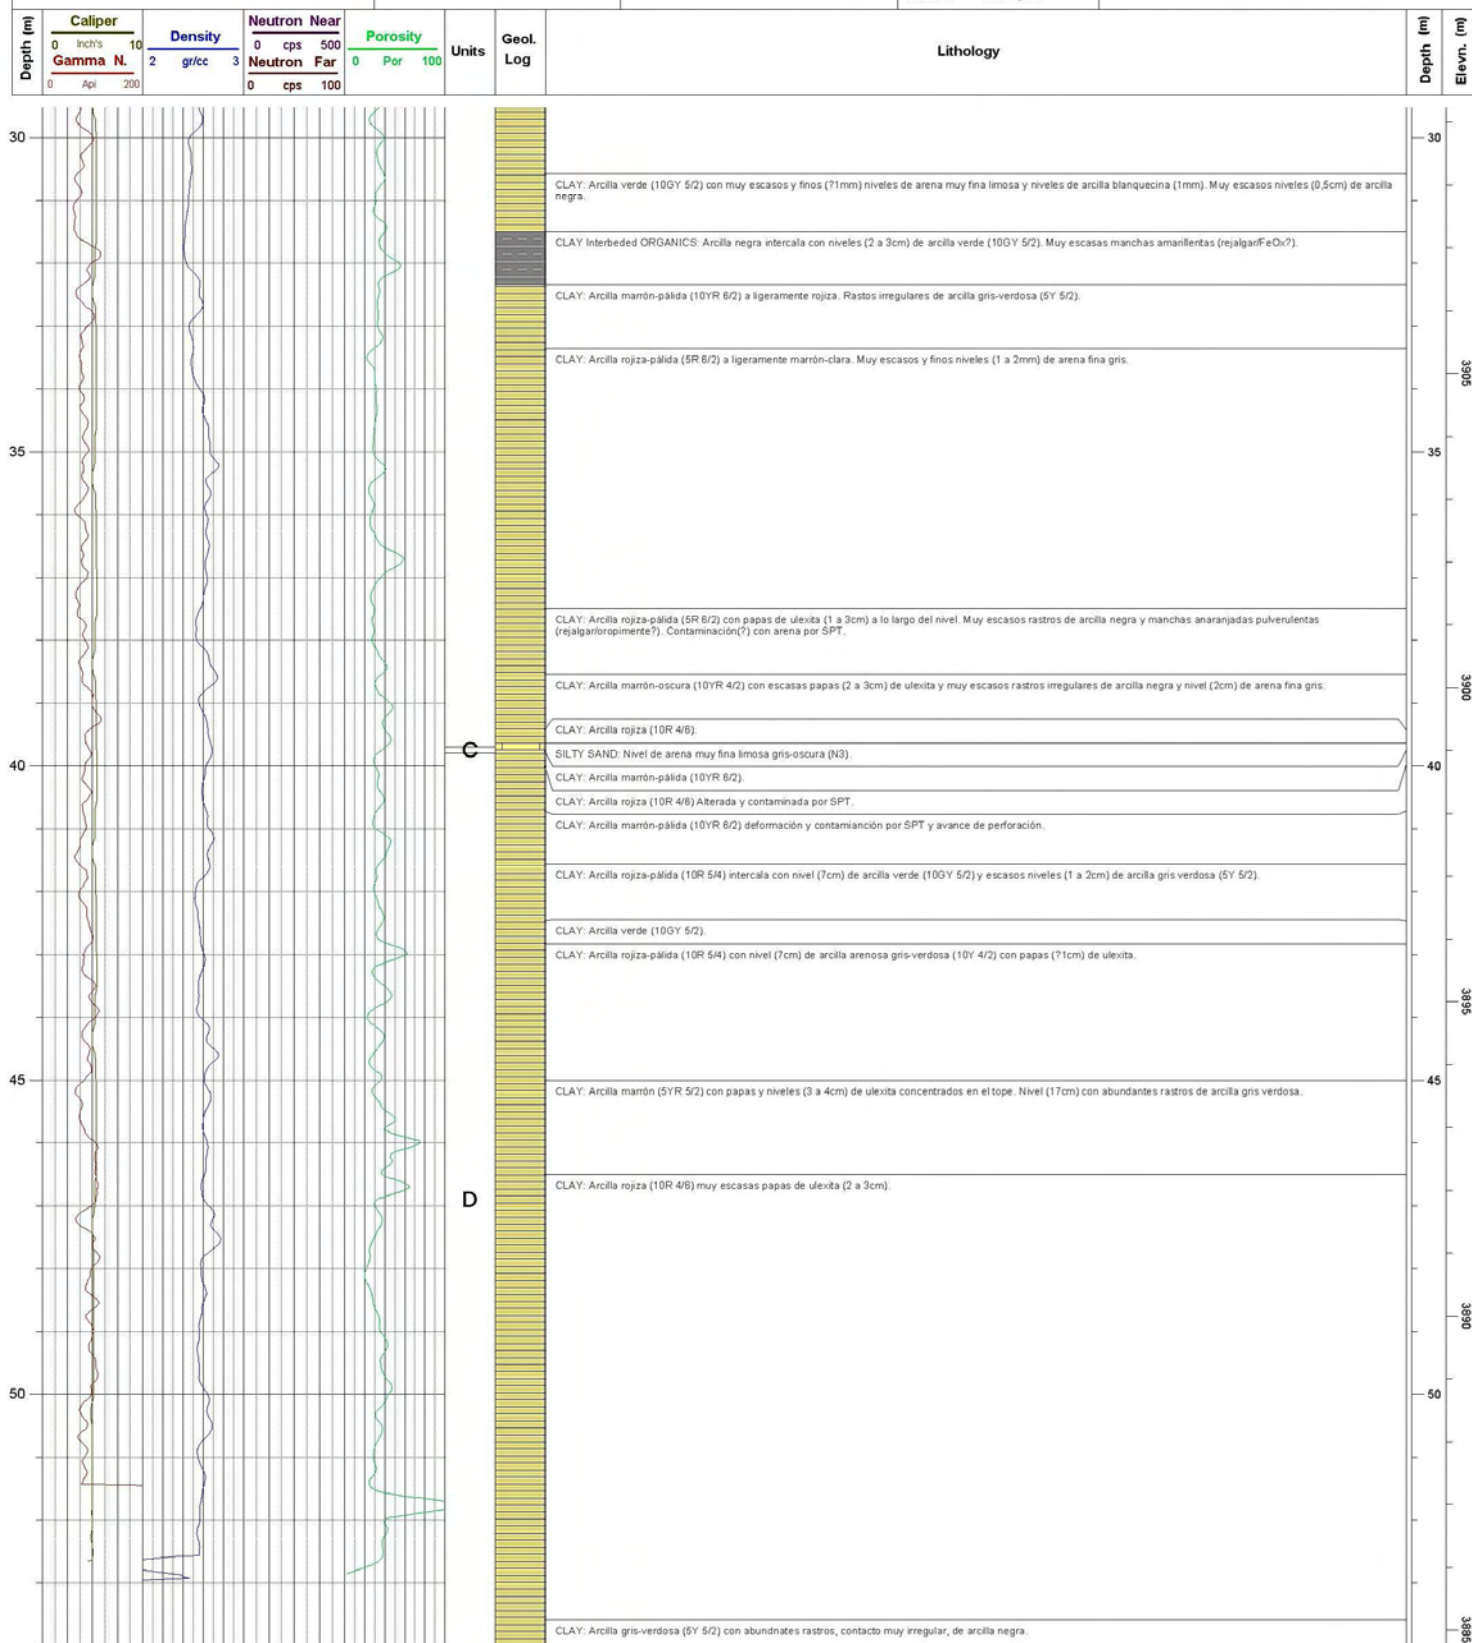 Depth (m)
Caliper
0 Inch's 10
Gamma N.
0 Api 200
Density
2 gr/cc 3
Neutron Near
0 cps 500
Neutron Far
0 cps 100
Porosity
0 Por 100
Units
Geol.
Log
Lithology
Depth (m)
Elevn. (m)
30
30
CLAY: Arcilla verde (10GY 5/2) con muy escasos y finos (?1mm) niveles de arena muy fina limosa y niveles de arcilla blanquecina (1mm). Muy escasos niveles (0,5cm) de arcilla
negra.
CLAY Interbeded ORGANICS: Arcilla negra intercala con niveles (2 a 3cm) de arcilla verde (10GY 5/2). Muy escasas manchas amarillentas (rejalgar/FeOx?).
CLAY: Arcilla marrón-pálida (10YR 6/2) a ligeramente rojiza. Rastos irregulares de arcilla gris-verdosa (5Y 5/2).
CLAY: Arcilla rojiza-pálida (5R 6/2) a ligeramente marrón-clara. Muy escasos y finos niveles (1 a 2mm) de arena fina gris.
3905
35
35
CLAY: Arcilla rojiza-pálida (5R 6/2) con papas de ulexita (1 a 3cm) a lo largo del nivel. Muy escasos rastros de arcilla negra y manchas anaranjadas pulverulentas
(rejalgar/oropimente?). Contaminación(?) con arena por SPT.
CLAY: Arcilla marrón-oscura (10YR 4/2) con escasas papas (2 a 3cm) de ulexita y muy escasos rastros irregulares de arcilla negra y nivel (2cm) de arena fina gris.
3900
CLAY: Arcilla rojiza (10R 4/6).
C
SILTY SAND: Nivel de arena muy fina limosa gris-oscura (N3).
40
40
CLAY: Arcilla marrón-pálida (10YR 6/2).
CLAY: Arcilla rojiza (10R 4/6) Alterada y contaminada por SPT.
CLAY: Arcilla marrón-pálida (10YR 6/2) deformación y contamianción por SPT y avance de perforación.
CLAY: Arcilla rojiza-pálida (10R 5/4) intercala con nivel (7cm) de arcilla verde (10GY 5/2) y escasos niveles (1 a 2cm) de arcilla gris verdosa (5Y 5/2).
CLAY: Arcilla verde (10GY 5/2).
CLAY: Arcilla rojiza-pálida (10R 5/4) con nivel (7cm) de arcilla arenosa gris-verdosa (10Y 4/2) con papas (?1cm) de ulexita.
3895
45
45
CLAY: Arcilla marrón (5YR 5/2) con papas y niveles (3 a 4cm) de ulexita concentrados en el tope. Nivel (17cm) con abundantes rastros de arcilla gris verdosa.
D
CLAY: Arcilla rojiza (10R 4/6) muy escasas papas de ulexita (2 a 3cm).
3890
50
50
CLAY: Arcilla gris-verdosa (5Y 5/2) con abundnates rastros, contacto muy irregular, de arcilla negra.
3885